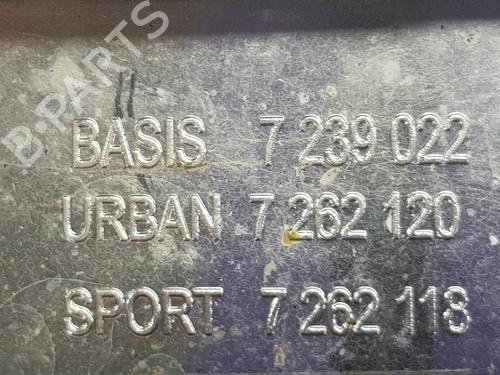 B-PARTS
BASIS 7 239 022
URBAN 7 262 120
SPORT 7 262 118